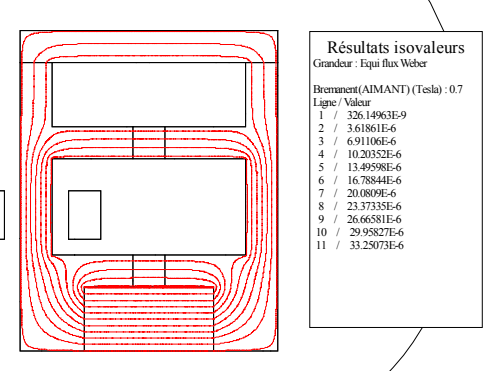 Résultats isovaleurs
Grandeur : Equi flux Weber
Bremanent(AIMANT) (Tesla) : 0.7
Ligne / Valeur
1 / 326.14963E-9
2 / 3.61861E-6
3 / 6.91106E-6
4 / 10.20352E-6
5 / 13.49598E-6
6 / 16.78844E-6
7 / 20.0809E-6
8 / 23.37335E-6
9 / 26.66581E-6
10 / 29.95827E-6
11 / 33.25073E-6